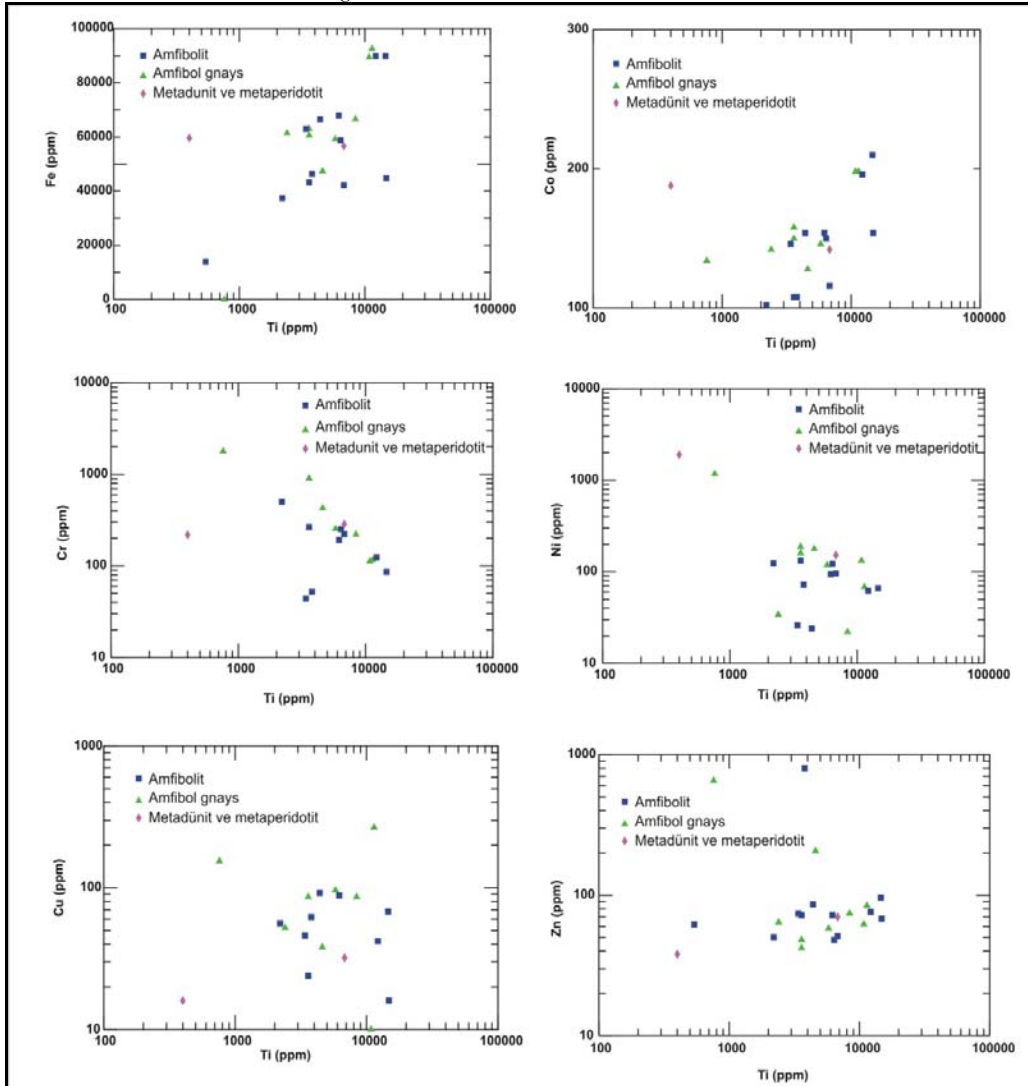 100000
80000
60000
40000
20000
0
Fe (ppm)
Amfibolit
Amfibol gnays
Metadunit ve metaperidotit
100 1000 10000 100000
Ti (ppm)
300
200
100
Co (ppm)
Amfibolit
Amfibol gnays
Metadünit ve metaperidotit
100 1000 10000 100000
Ti (ppm)
10000
1000
100
10
Cr (ppm)
Amfibolit
Amfibol gnays
Metadunit ve metaperidotit
100 1000 10000 100000
Ti (ppm)
10000
1000
100
10
Ni (ppm)
Amfibolit
Amfibol gnays
Metadünit ve metaperidotit
100 1000 10000 100000
Ti (ppm)
1000
100
10
Cu (ppm)
Amfibolit
Amfibol gnays
Metadünit ve metaperidotit
100 1000 10000 100000
Ti (ppm)
1000
100
10
Zn (ppm)
Amfibolit
Amfibol gnays
Metadünit ve metaperidotit
100 1000 10000 100000
Ti (ppm)